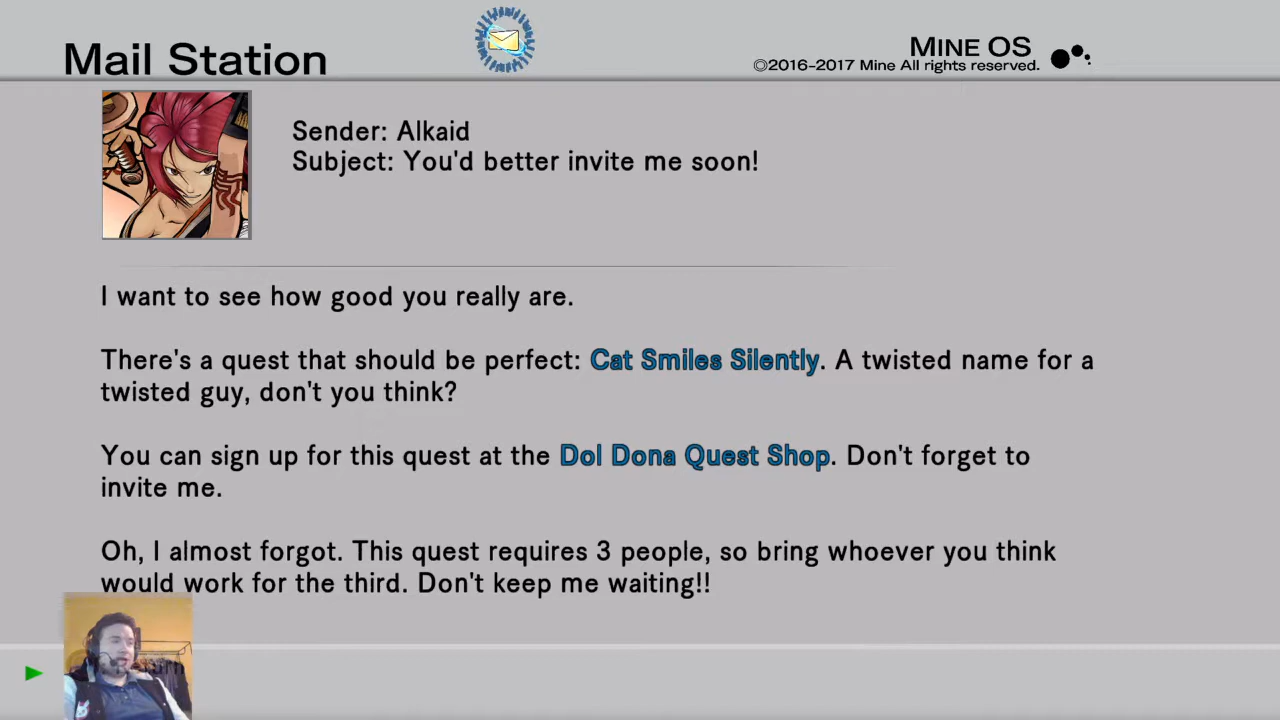 Mail Station
MINE OS
©2016-2017 Mine All rights reserved.
Sender: Alkaid
Subject: You'd better invite me soon!
I want to see how good you really are.
There's a quest that should be perfect: Cat Smiles Silently. A twisted name for a
twisted guy, don't you think?
You can sign up for this quest at the Dol Dona Quest Shop. Don't forget to
invite me.
Oh, I almost forgot. This quest requires 3 people, so bring whoever you think
would work for the third. Don't keep me waiting!!